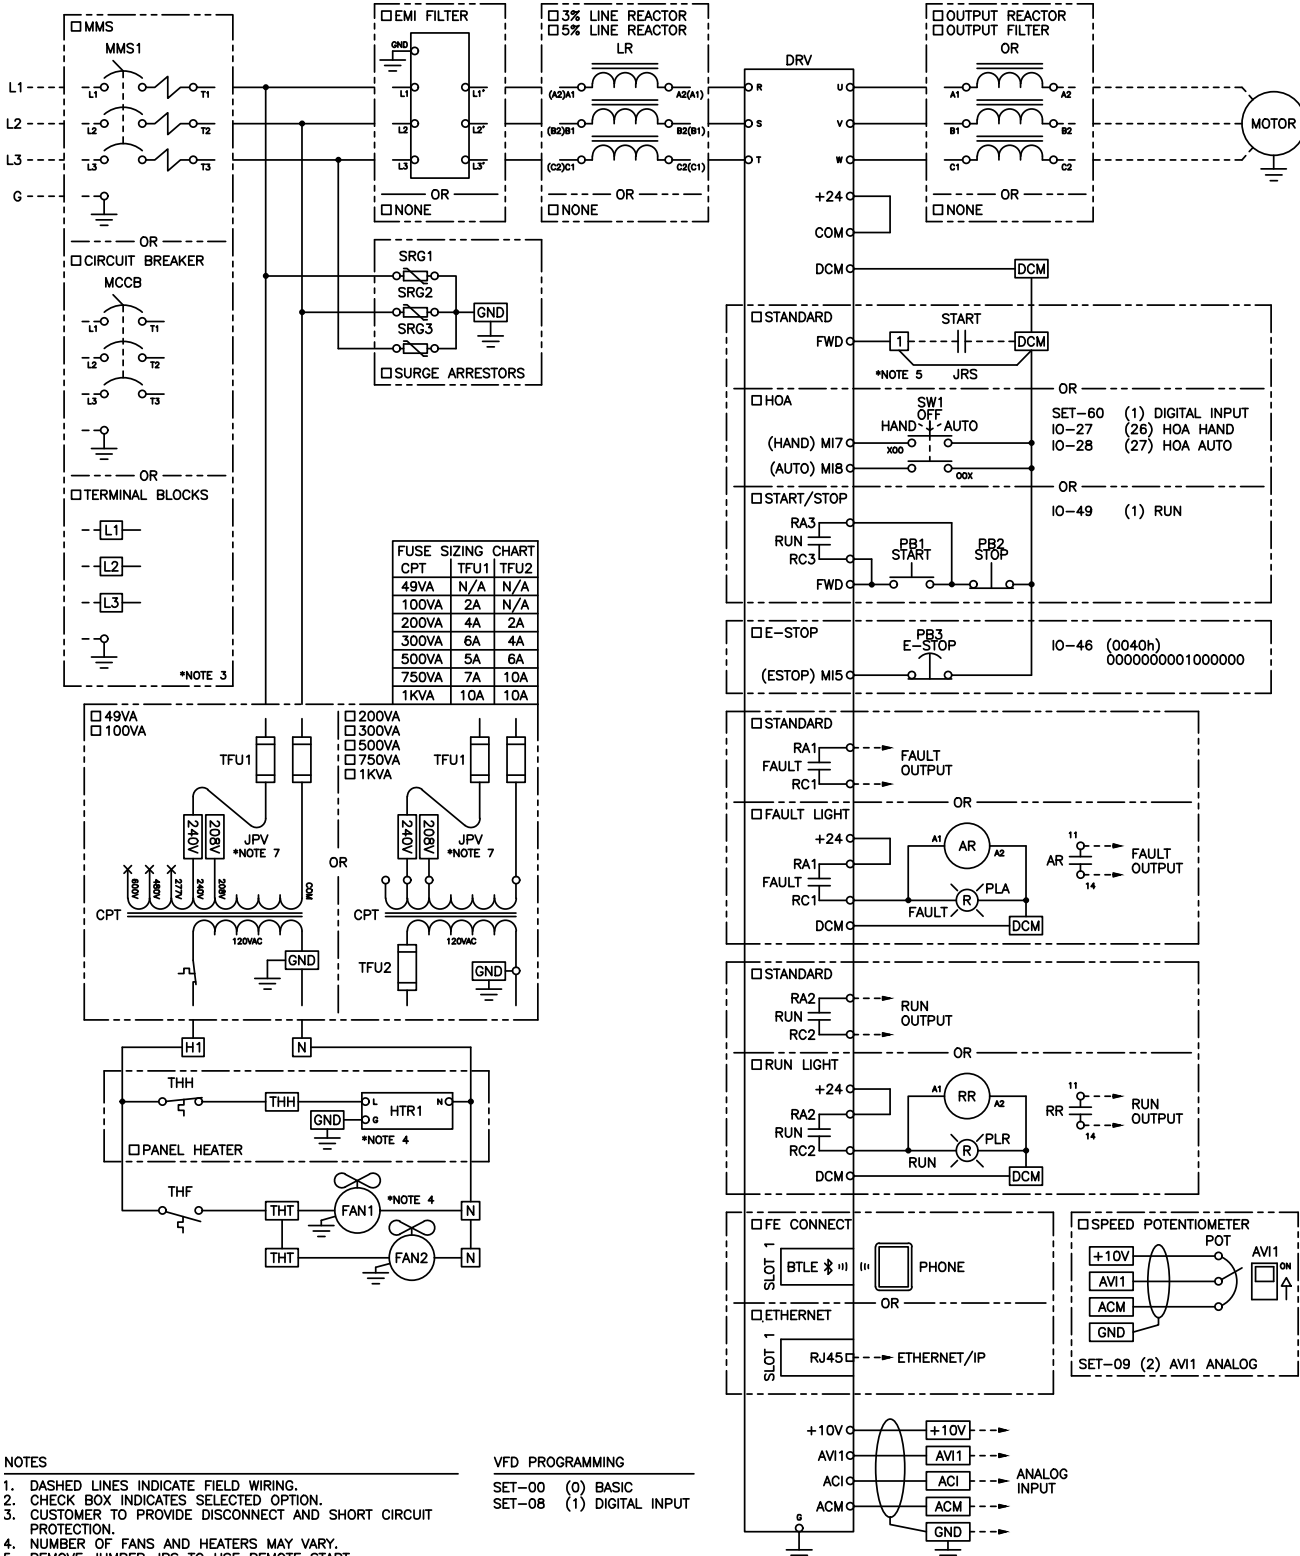 MMS
MMS1
L1
L1
T1
L2
L2
T2
L3
L3
T3
G
OR
CIRCUIT BREAKER
MCCB
L1
T1
L2
T2
L3
T3
OR
TERMINAL BLOCKS
L1
L2
L3
*NOTE 3
EMI FILTER
GND
L1
L1'
L2
L2'
L3
L3'
OR
NONE
3% LINE REACTOR
5% LINE REACTOR
LR
(A2)A1
A2(A1)
(B2)B1
B2(B1)
(C2)C1
C2(C1)
OR
NONE
SRG1
SRG2
SRG3
GND
SURGE ARRESTORS
DRV
R
S
T
U
V
W
+24
COM
DCM
DCM
OUTPUT REACTOR
OUTPUT FILTER
OR
A1
A2
B1
B2
C1
C2
OR
NONE
MOTOR
STANDARD
START
FWD
1
DCM
*NOTE 5
JRS
OR
HOA
SW1
OFF
HAND
AUTO
(HAND) MI7
XOO
(AUTO) MI8
OOX
SET-60 (1) DIGITAL INPUT
IO-27 (26) HOA HAND
IO-28 (27) HOA AUTO
OR
START/STOP
RA3
RUN
RC3
FWD
PB1
START
PB2
STOP
IO-49 (1) RUN
E-STOP
PB3
E-STOP
(ESTOP) MI5
IO-46 (0040h)
0000000001000000
FUSE SIZING CHART
CPT TFU1 TFU2
49VA N/A N/A
100VA 2A N/A
200VA 4A 2A
300VA 6A 4A
500VA 5A 6A
750VA 7A 10A
1KVA 10A 10A
49VA
100VA
TFU1
240V
208V
JPV
*NOTE 7
600V
480V
277V
240V
208V
COM
CPT
120VAC
GND
OR
200VA
300VA
500VA
750VA
1KVA
TFU1
240V
208V
JPV
*NOTE 7
CPT
120VAC
TFU2
GND
H1
N
THH
THH
L
N
G
HTR1
GND
*NOTE 4
PANEL HEATER
THF
THT
FAN1
*NOTE 4
N
THT
FAN2
N
STANDARD
RA1
FAULT
RC1
FAULT
OUTPUT
OR
FAULT LIGHT
+24
RA1
FAULT
RC1
DCM
A1
AR
A2
R
PLA
FAULT
DCM
11
AR
14
FAULT
OUTPUT
STANDARD
RA2
RUN
RC2
RUN
OUTPUT
OR
RUN LIGHT
+24
RA2
RUN
RC2
DCM
A1
RR
A2
R
PLR
RUN
DCM
11
RR
14
RUN
OUTPUT
FE CONNECT
SLOT 1
BTLE
PHONE
OR
ETHERNET
SLOT 1
RJ45
ETHERNET/IP
SPEED POTENTIOMETER
POT
+10V
AVI1
ACM
GND
AVI1
ON
SET-09 (2) AVI1 ANALOG
+10V
+10V
AVI1
AVI1
ACI
ACI
ACM
ACM
GND
ANALOG
INPUT
G
NOTES
1. DASHED LINES INDICATE FIELD WIRING.
2. CHECK BOX INDICATES SELECTED OPTION.
3. CUSTOMER TO PROVIDE DISCONNECT AND SHORT CIRCUIT
PROTECTION.
4. NUMBER OF FANS AND HEATERS MAY VARY.
5. REMOVE JUMPER JRS TO USE REMOTE START
VFD PROGRAMMING
SET-00 (0) BASIC
SET-08 (1) DIGITAL INPUT